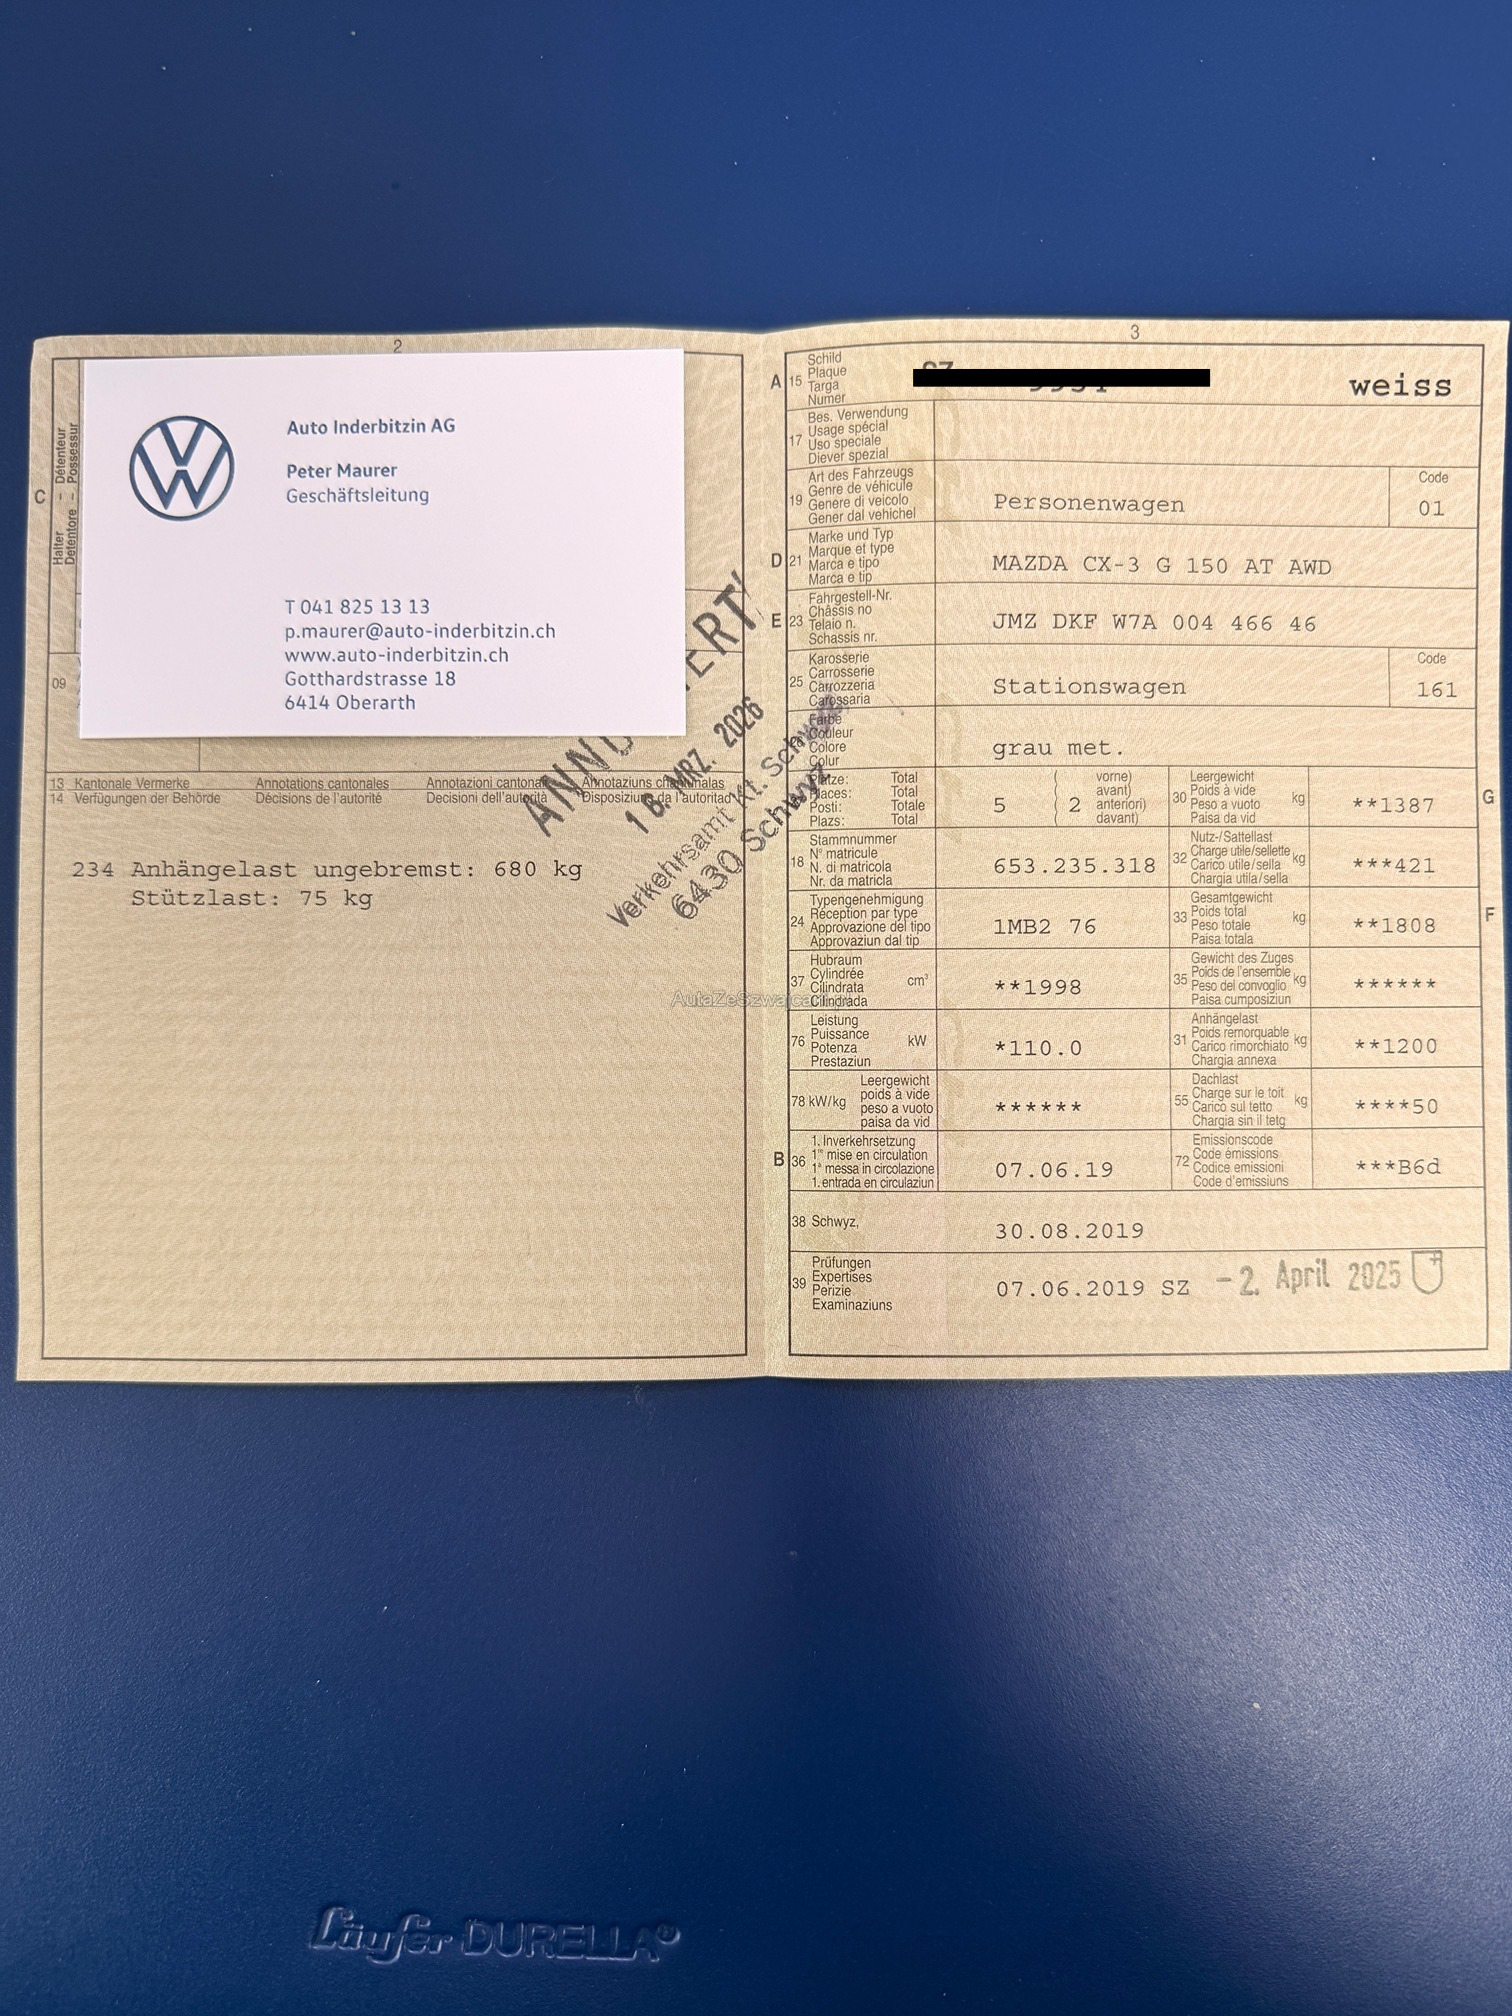 2
Auto Inderbitzin AG
Peter Maurer
Geschäftsleitung
T 041 825 13 13
p.maurer@auto-inderbitzin.ch
www.auto-inderbitzin.ch
Gotthardstrasse 18
6414 Oberarth
C
Halter – Détenteur
Detentore – Possessur
09
13 Kantonale Vermerke Annotations cantonales Annotazioni cantonali Annotaziuns chantunalas
14 Verfügungen der Behörde Décisions de l'autorité Decisioni dell'autorità Disposiziuns da l'autoritad
18. MRZ. 2026
Verkehrsamt Kt. Schwyz
6430 Schwyz
234 Anhängelast ungebremst: 680 kg
Stützlast: 75 kg
3
A 15 Schild
Plaque
Targa
Numer
weiss
17 Bes. Verwendung
Usage spécial
Uso speciale
Diever spezial
19 Art des Fahrzeugs
Genre de véhicule
Genere di veicolo
Gener dal vehichel
Personenwagen
Code
01
D 21 Marke und Typ
Marque et type
Marca e tipo
Marca e tip
MAZDA CX-3 G 150 AT AWD
E 23 Fahrgestell-Nr.
Châssis no
Telaio n.
Schassis nr.
JMZ DKF W7A 004 466 46
25 Karosserie
Carrosserie
Carrozzeria
Carossaria
Stationswagen
Code
161
Farbe
Couleur
Colore
Colur
grau met.
Plätze: Total
Places: Total
Posti: Totale
Plazs: Total
5
( 2
vorne)
avant)
anteriori)
davant)
30 Leergewicht
Poids à vide
Peso a vuoto
Paisa da vid
kg
**1387
G
18 Stammnummer
N° matricule
N. di matricola
Nr. da matricla
653.235.318
32 Nutz-/Sattellast
Charge utile/sellette
Carico utile/sella
Chargia utila/sella
kg
***421
24 Typengenehmigung
Réception par type
Approvazione del tipo
Approvaziun dal tip
1MB2 76
33 Gesamtgewicht
Poids total
Peso totale
Paisa totala
kg
**1808
F
37 Hubraum
Cylindrée
Cilindrata
Cilindrada
cm³
**1998
35 Gewicht des Zuges
Poids de l'ensemble
Peso del convoglio
Paisa cumposiziun
kg
******
76 Leistung
Puissance
Potenza
Prestaziun
kW
*110.0
31 Anhängelast
Poids remorquable
Carico rimorchiato
Chargia annexa
kg
**1200
78 kW/kg
Leergewicht
poids à vide
peso a vuoto
paisa da vid
******
55 Dachlast
Charge sur le toit
Carico sul tetto
Chargia sin il tetg
kg
****50
B 36 1. Inverkehrsetzung
1re mise en circulation
1a messa in circolazione
1. entrada en circulaziun
07.06.19
72 Emissionscode
Code émissions
Codice emissioni
Code d'emissiuns
***B6d
38 Schwyz,
30.08.2019
39 Prüfungen
Expertises
Perizie
Examinaziuns
07.06.2019 SZ
-2. April 2025
Läufer DURELLA®